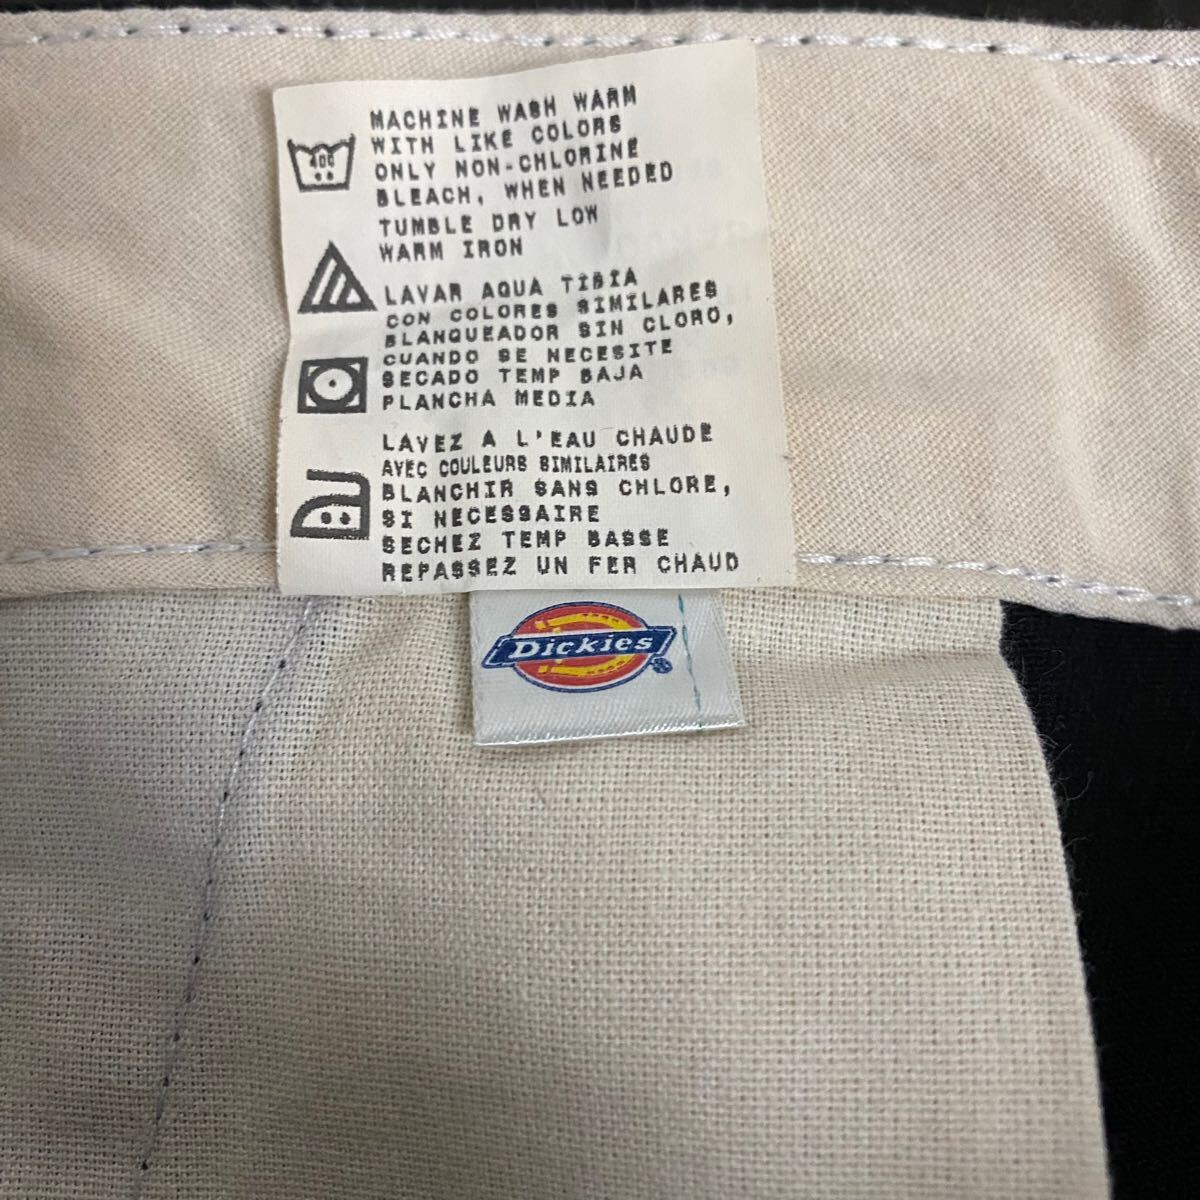 MACHINE WASH WARM
WITH LIKE COLORS
ONLY NON-CHLORINE
BLEACH, WHEN NEEDED
TUMBLE DRY LOW
WARM IRON
LAVAR AQUA TIBIA
CON COLORES SIMILARES
BLANQUEADOR SIN CLORO,
CUANDO SE NECESITE
SECADO TEMP BAJA
PLANCHA MEDIA
LAVEZ A L'EAU CHAUDE
AVEC COULEURS SIMILAIRES
BLANCHIR SANS CHLORE,
SI NECESSAIRE
SECHEZ TEMP BASSE
REPASSEZ UN FER CHAUD
Dickies®